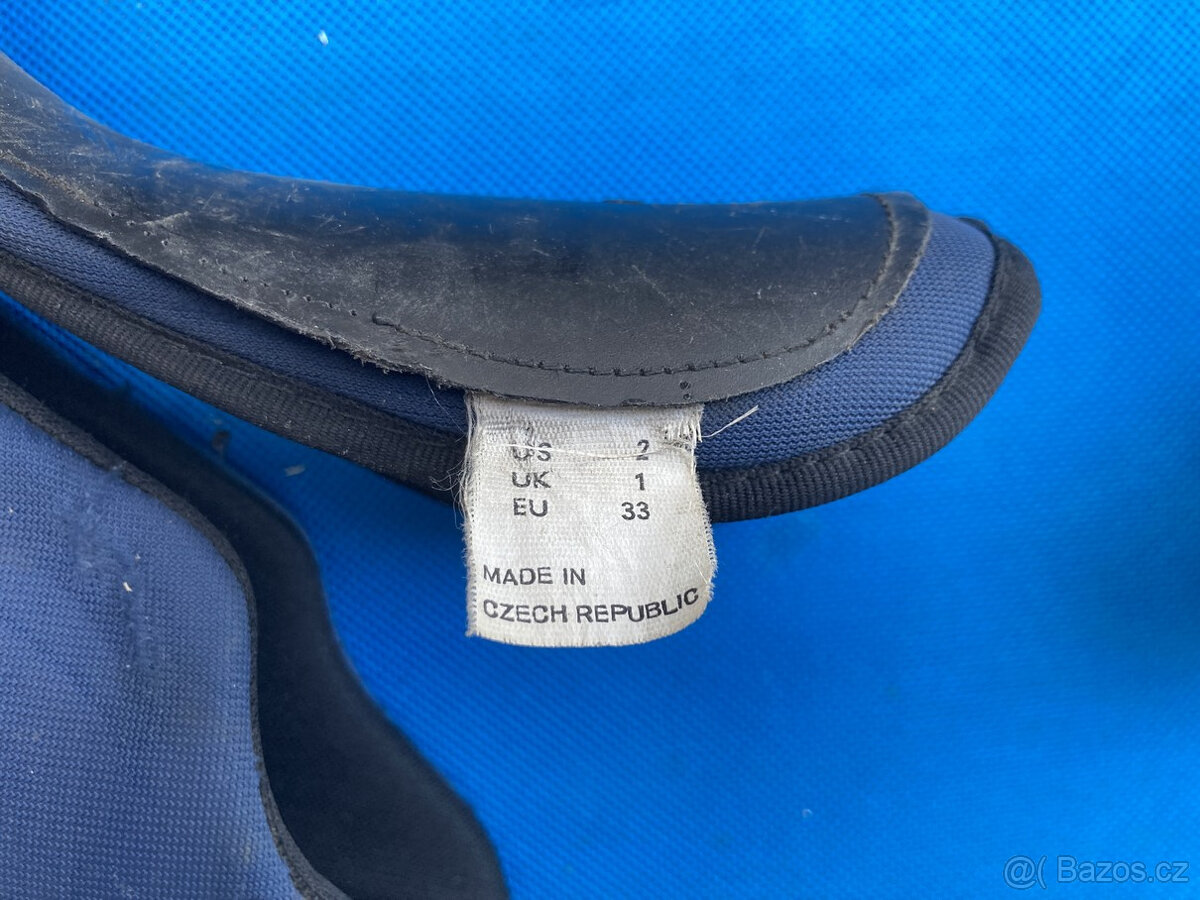 US 2
UK 1
EU 33
MADE IN
CZECH REPUBLIC
@( Bazos.cz